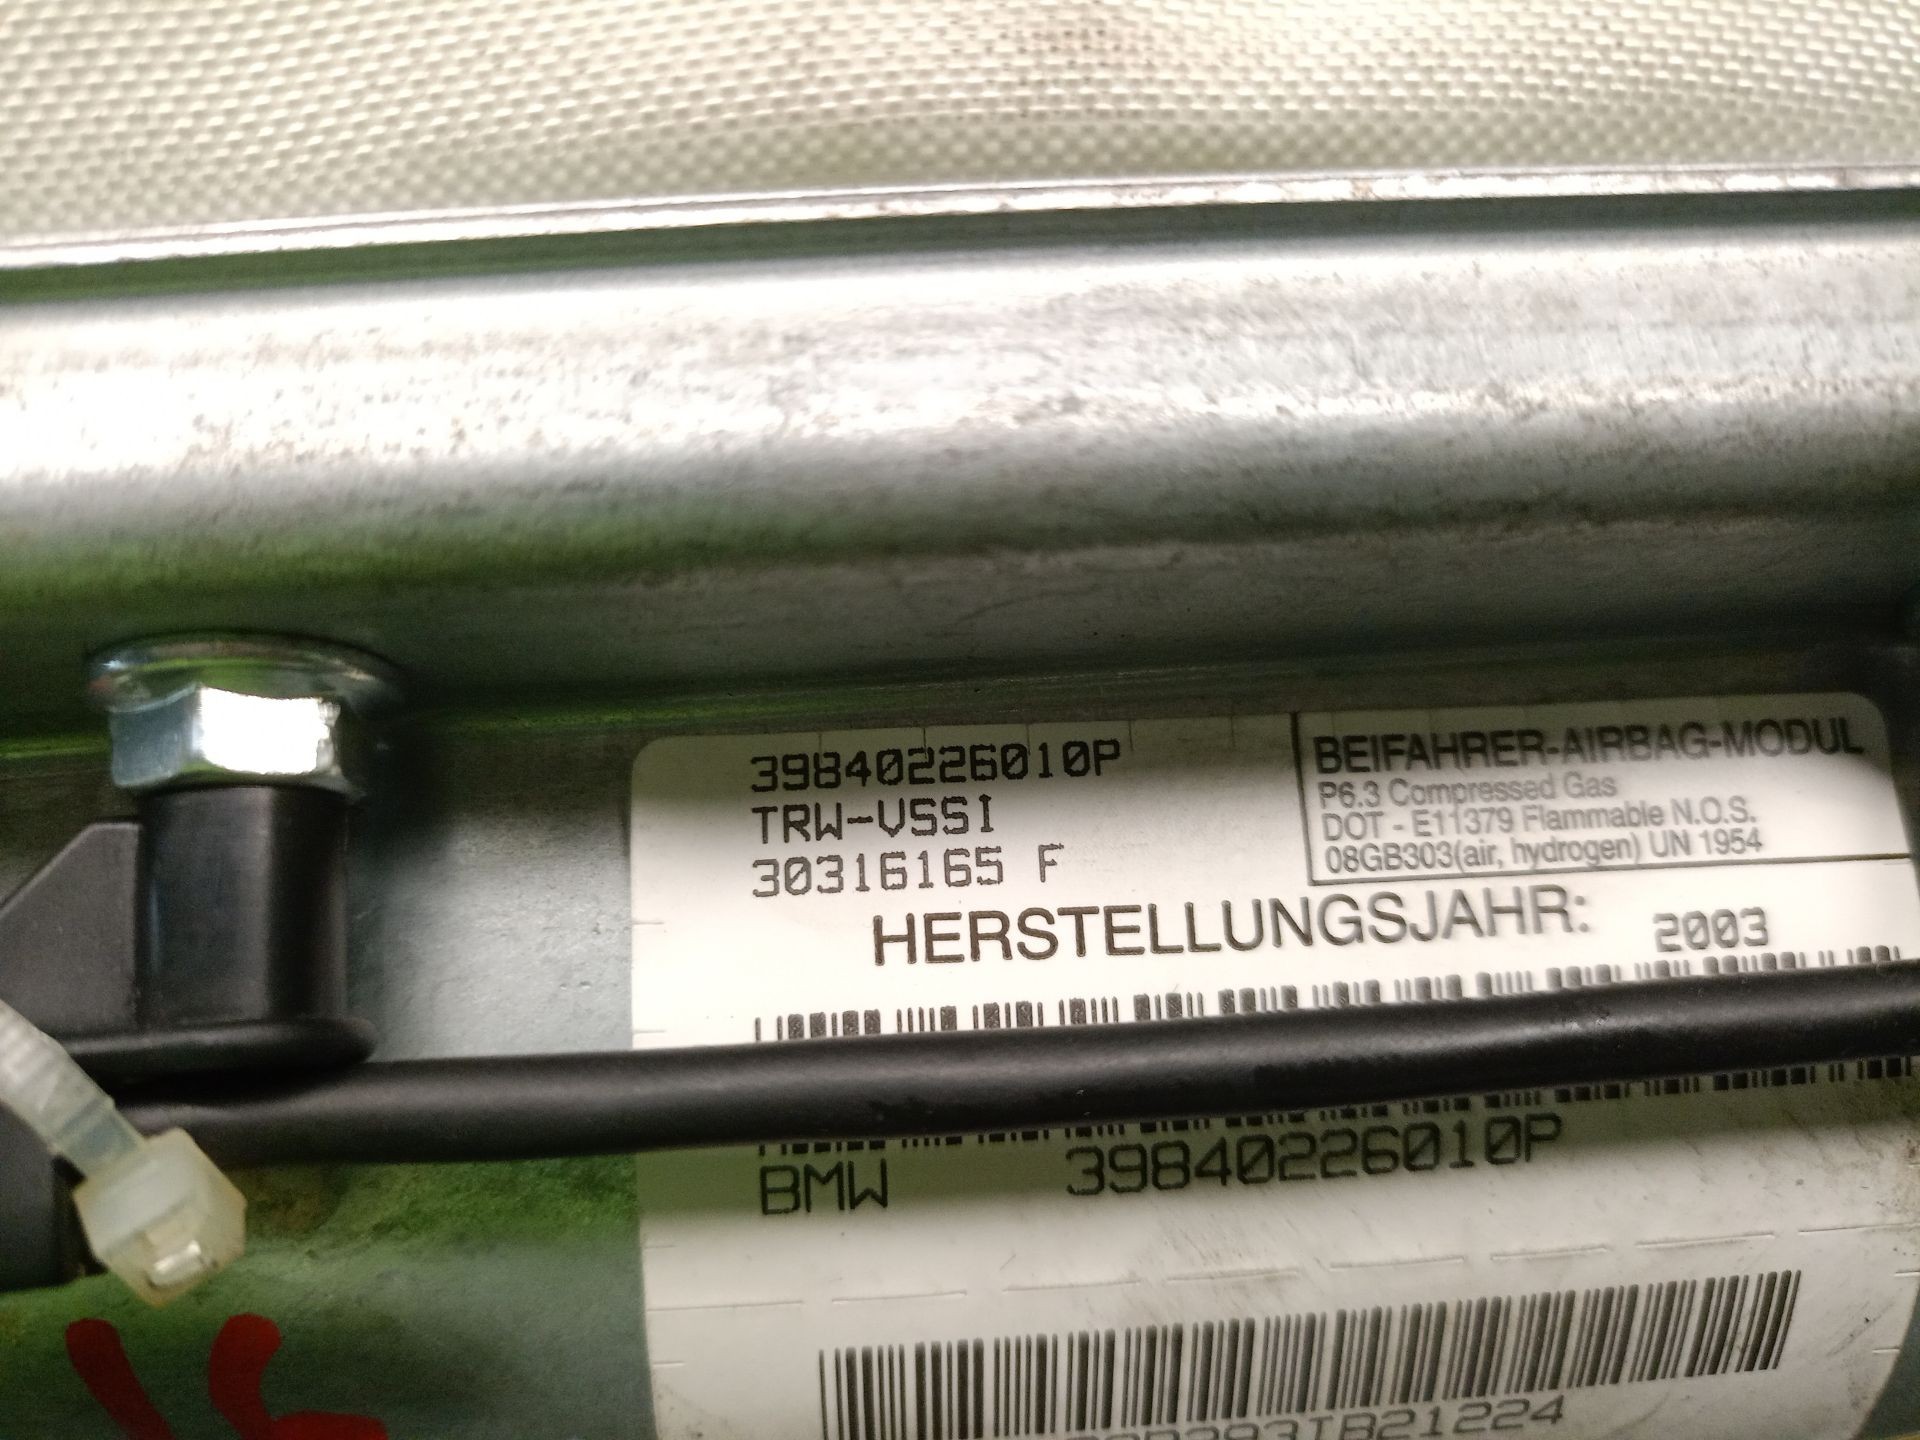 39840226010P
TRW-VSSI
30316165 F
BEIFAHRER-AIRBAG-MODUL
P6.3 Compressed Gas
DOT - E11379 Flammable N.O.S.
08GB303(air, hydrogen) UN 1954
HERSTELLUNGSJAHR: 2003
BMW 39840226010P